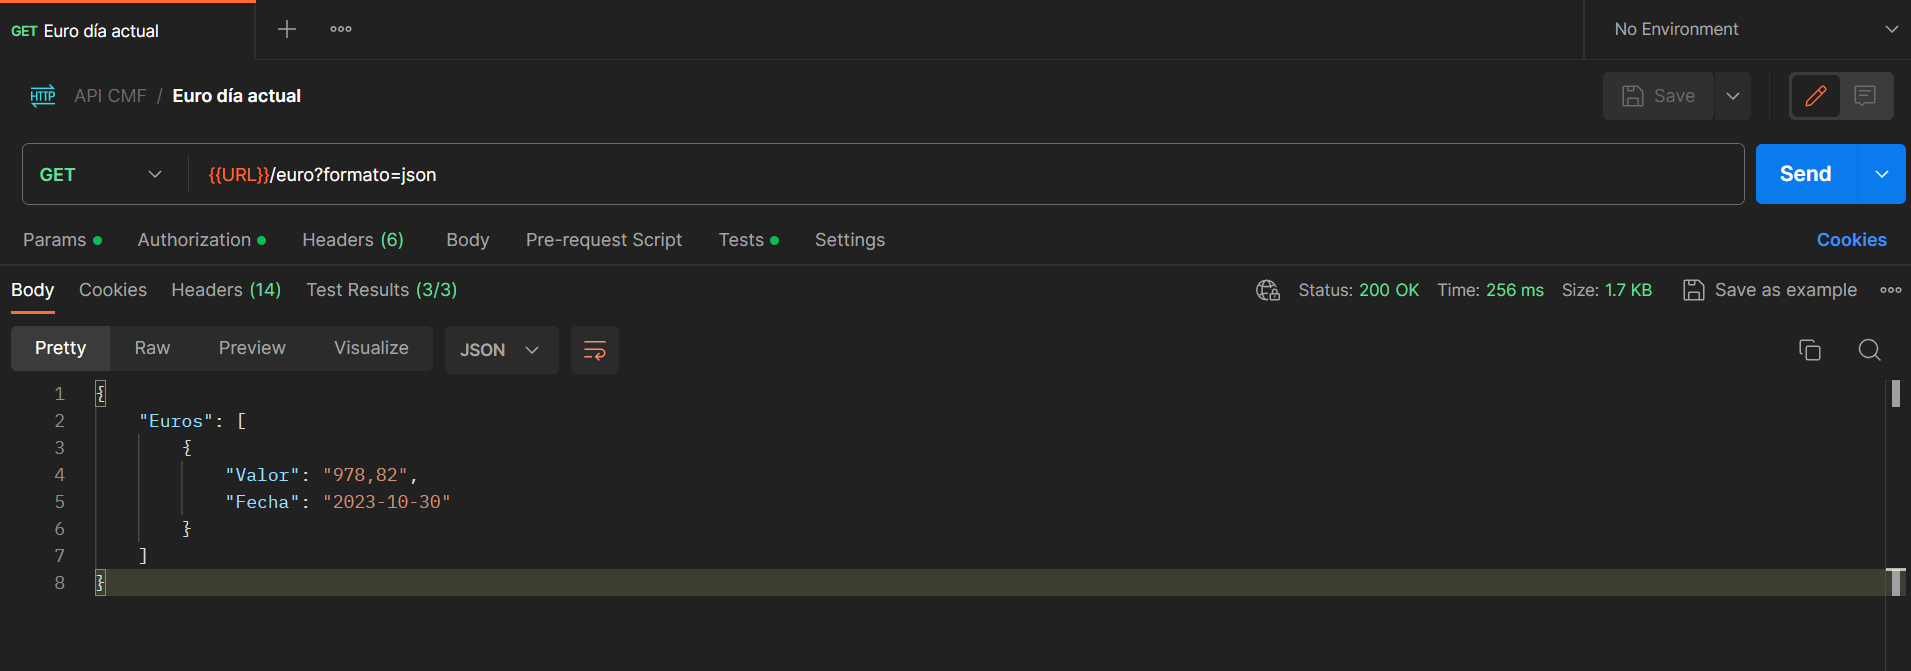 GET Euro día actual
No Environment
HTTP API CMF / Euro día actual
Save
GET {{URL}}/euro?formato=json
Send
Params Authorization Headers (6) Body Pre-request Script Tests Settings Cookies
Body Cookies Headers (14) Test Results (3/3) Status: 200 OK Time: 256 ms Size: 1.7 KB Save as example
Pretty Raw Preview Visualize JSON
1 {
2 "Euros": [
3 {
4 "Valor": "978,82",
5 "Fecha": "2023-10-30"
6 }
7 ]
8 }